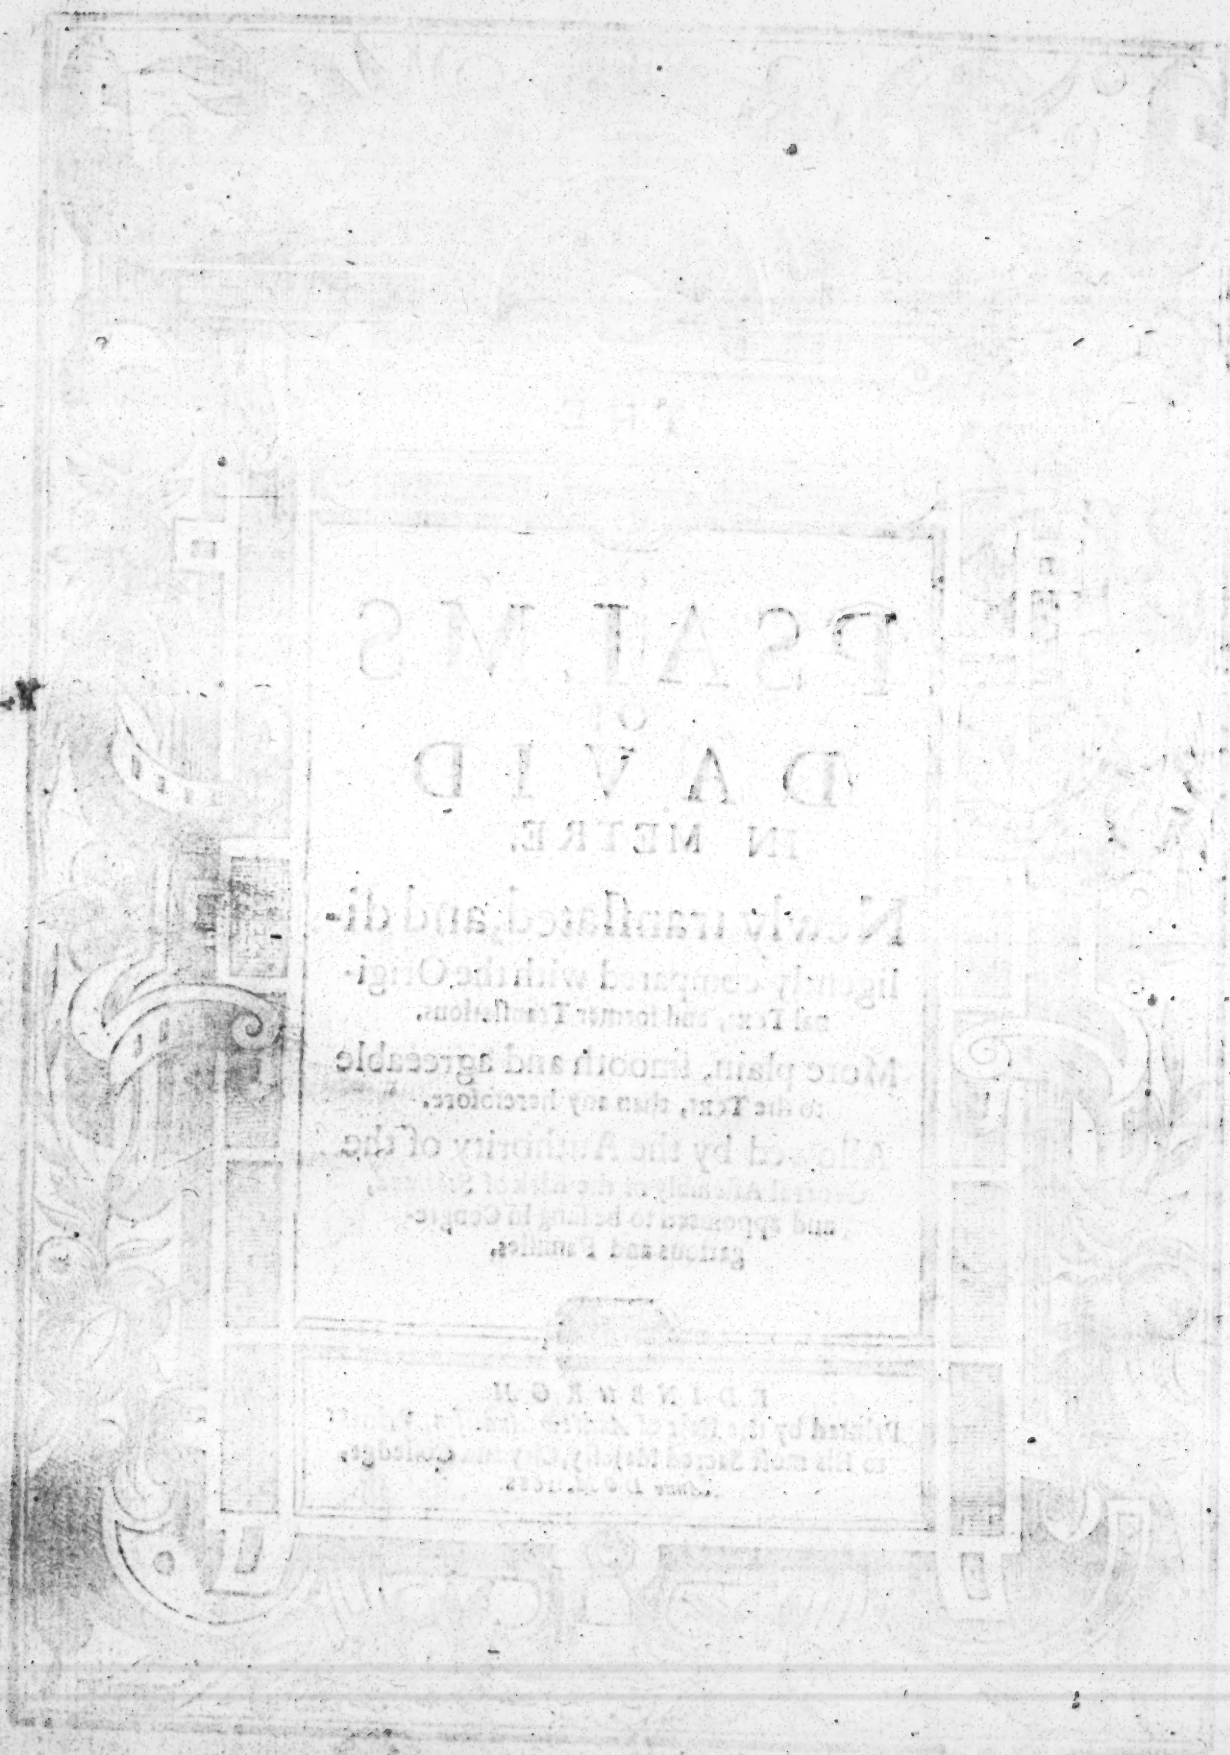 THE
PSALMS
OF
DAVID
IN METRE.
Newly tranſlated, and di-
ligently compared with the Origi-
nal Text, and former Tranſlations,
More plain, ſmooth and agreeable
to the Text, than any heretofore.
Allowed by the Authority of the
General Aſſembly of the Kirk of Scotland,
and appointed to be ſung in Congre-
gations and Families.
EDINBURGH
Printed by the Heir of Andrew
to His moſt Sacred Majeſty, City and Colledge,
Anno DOM.